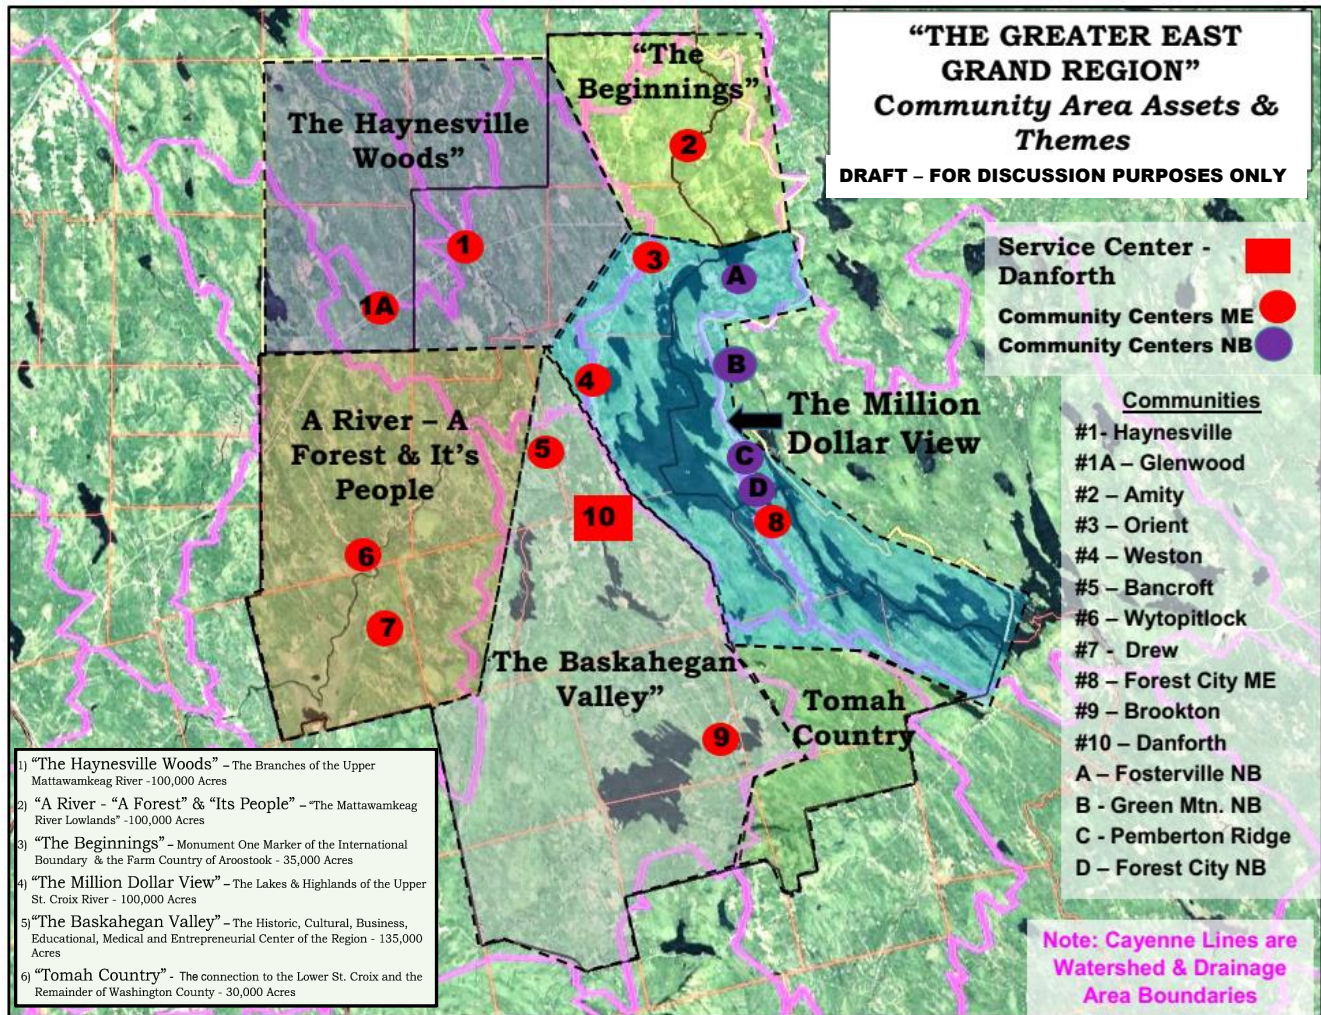 “THE GREATER EAST
GRAND REGION”
Community Area Assets &
Themes
DRAFT – FOR DISCUSSION PURPOSES ONLY
“The
Beginnings”
The Haynesville
Woods”
2
1
1A
3
A
Service Center -
Danforth
Community Centers ME
Community Centers NB
B
4
The Million
Dollar View
A River – A
Forest & It’s
People
5
C
D
10
8
6
7
The Baskahegan
Valley”
Tomah
Country
9
Communities
#1- Haynesville
#1A – Glenwood
#2 – Amity
#3 – Orient
#4 – Weston
#5 – Bancroft
#6 – Wytopitlock
#7 - Drew
#8 – Forest City ME
#9 – Brookton
#10 – Danforth
A – Fosterville NB
B - Green Mtn. NB
C - Pemberton Ridge
D – Forest City NB
1) “The Haynesville Woods” – The Branches of the Upper
Mattawamkeag River -100,000 Acres
2) “A River - “A Forest” & “Its People” – “The Mattawamkeag
River Lowlands” -100,000 Acres
3) “The Beginnings” – Monument One Marker of the International
Boundary & the Farm Country of Aroostook - 35,000 Acres
4) “The Million Dollar View” – The Lakes & Highlands of the Upper
St. Croix River - 100,000 Acres
5) “The Baskahegan Valley” – The Historic, Cultural, Business,
Educational, Medical and Entrepreneurial Center of the Region - 135,000
Acres
6) “Tomah Country” - The connection to the Lower St. Croix and the
Remainder of Washington County - 30,000 Acres
Note: Cayenne Lines are
Watershed & Drainage
Area Boundaries